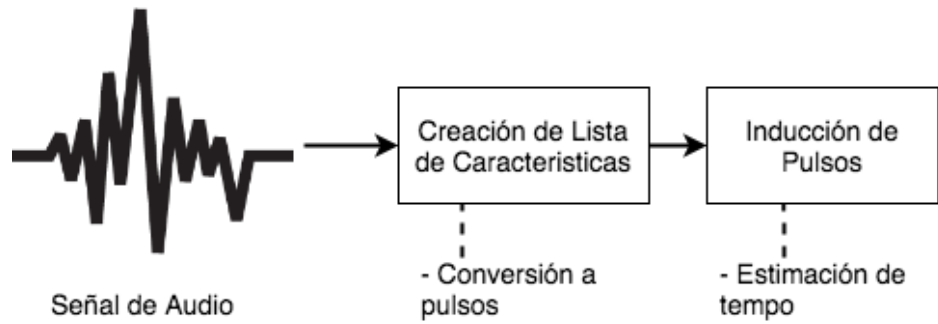 Creación de Lista
de Caracteristicas
Inducción de
Pulsos
- Conversión a
pulsos
- Estimación de
tempo
Señal de Audio